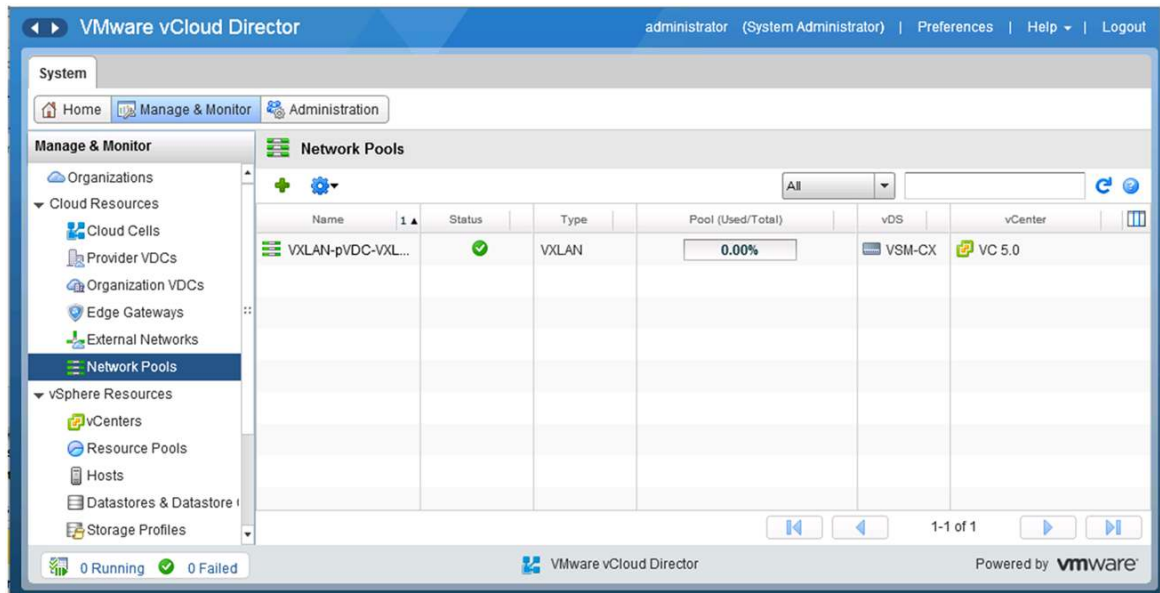 VMware vCloud Director
administrator (System Administrator) | Preferences | Help | Logout
System
Home Manage & Monitor Administration
Manage & Monitor
Organizations
Cloud Resources
Cloud Cells
Provider VDCs
Organization VDCs
Edge Gateways
External Networks
Network Pools
vSphere Resources
vCenters
Resource Pools
Hosts
Datastores & Datastore
Storage Profiles
Network Pools
All
Name 1 Status Type Pool (Used/Total) vDS vCenter
VXLAN-pVDC-VXL... VXLAN 0.00% VSM-CX VC 5.0
1-1 of 1
0 Running 0 Failed
VMware vCloud Director
Powered by vmware